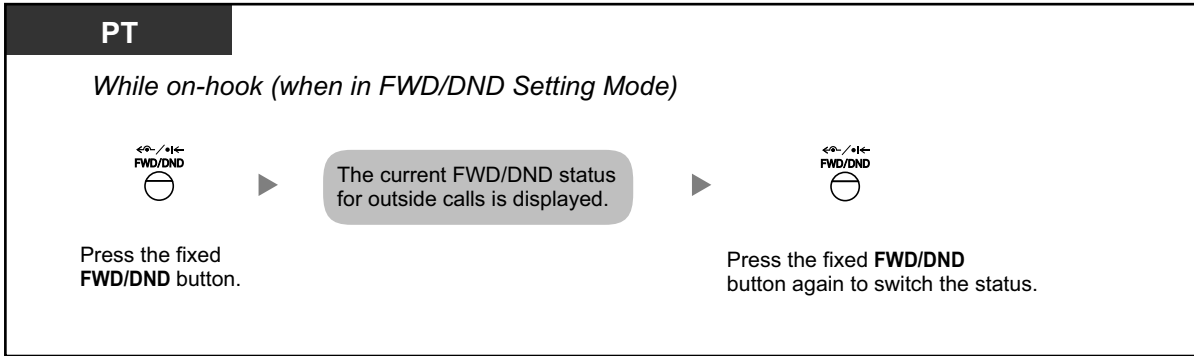 PT
While on-hook (when in FWD/DND Setting Mode)
FWD/DND
Press the fixed
FWD/DND button.
The current FWD/DND status
for outside calls is displayed.
FWD/DND
Press the fixed FWD/DND
button again to switch the status.